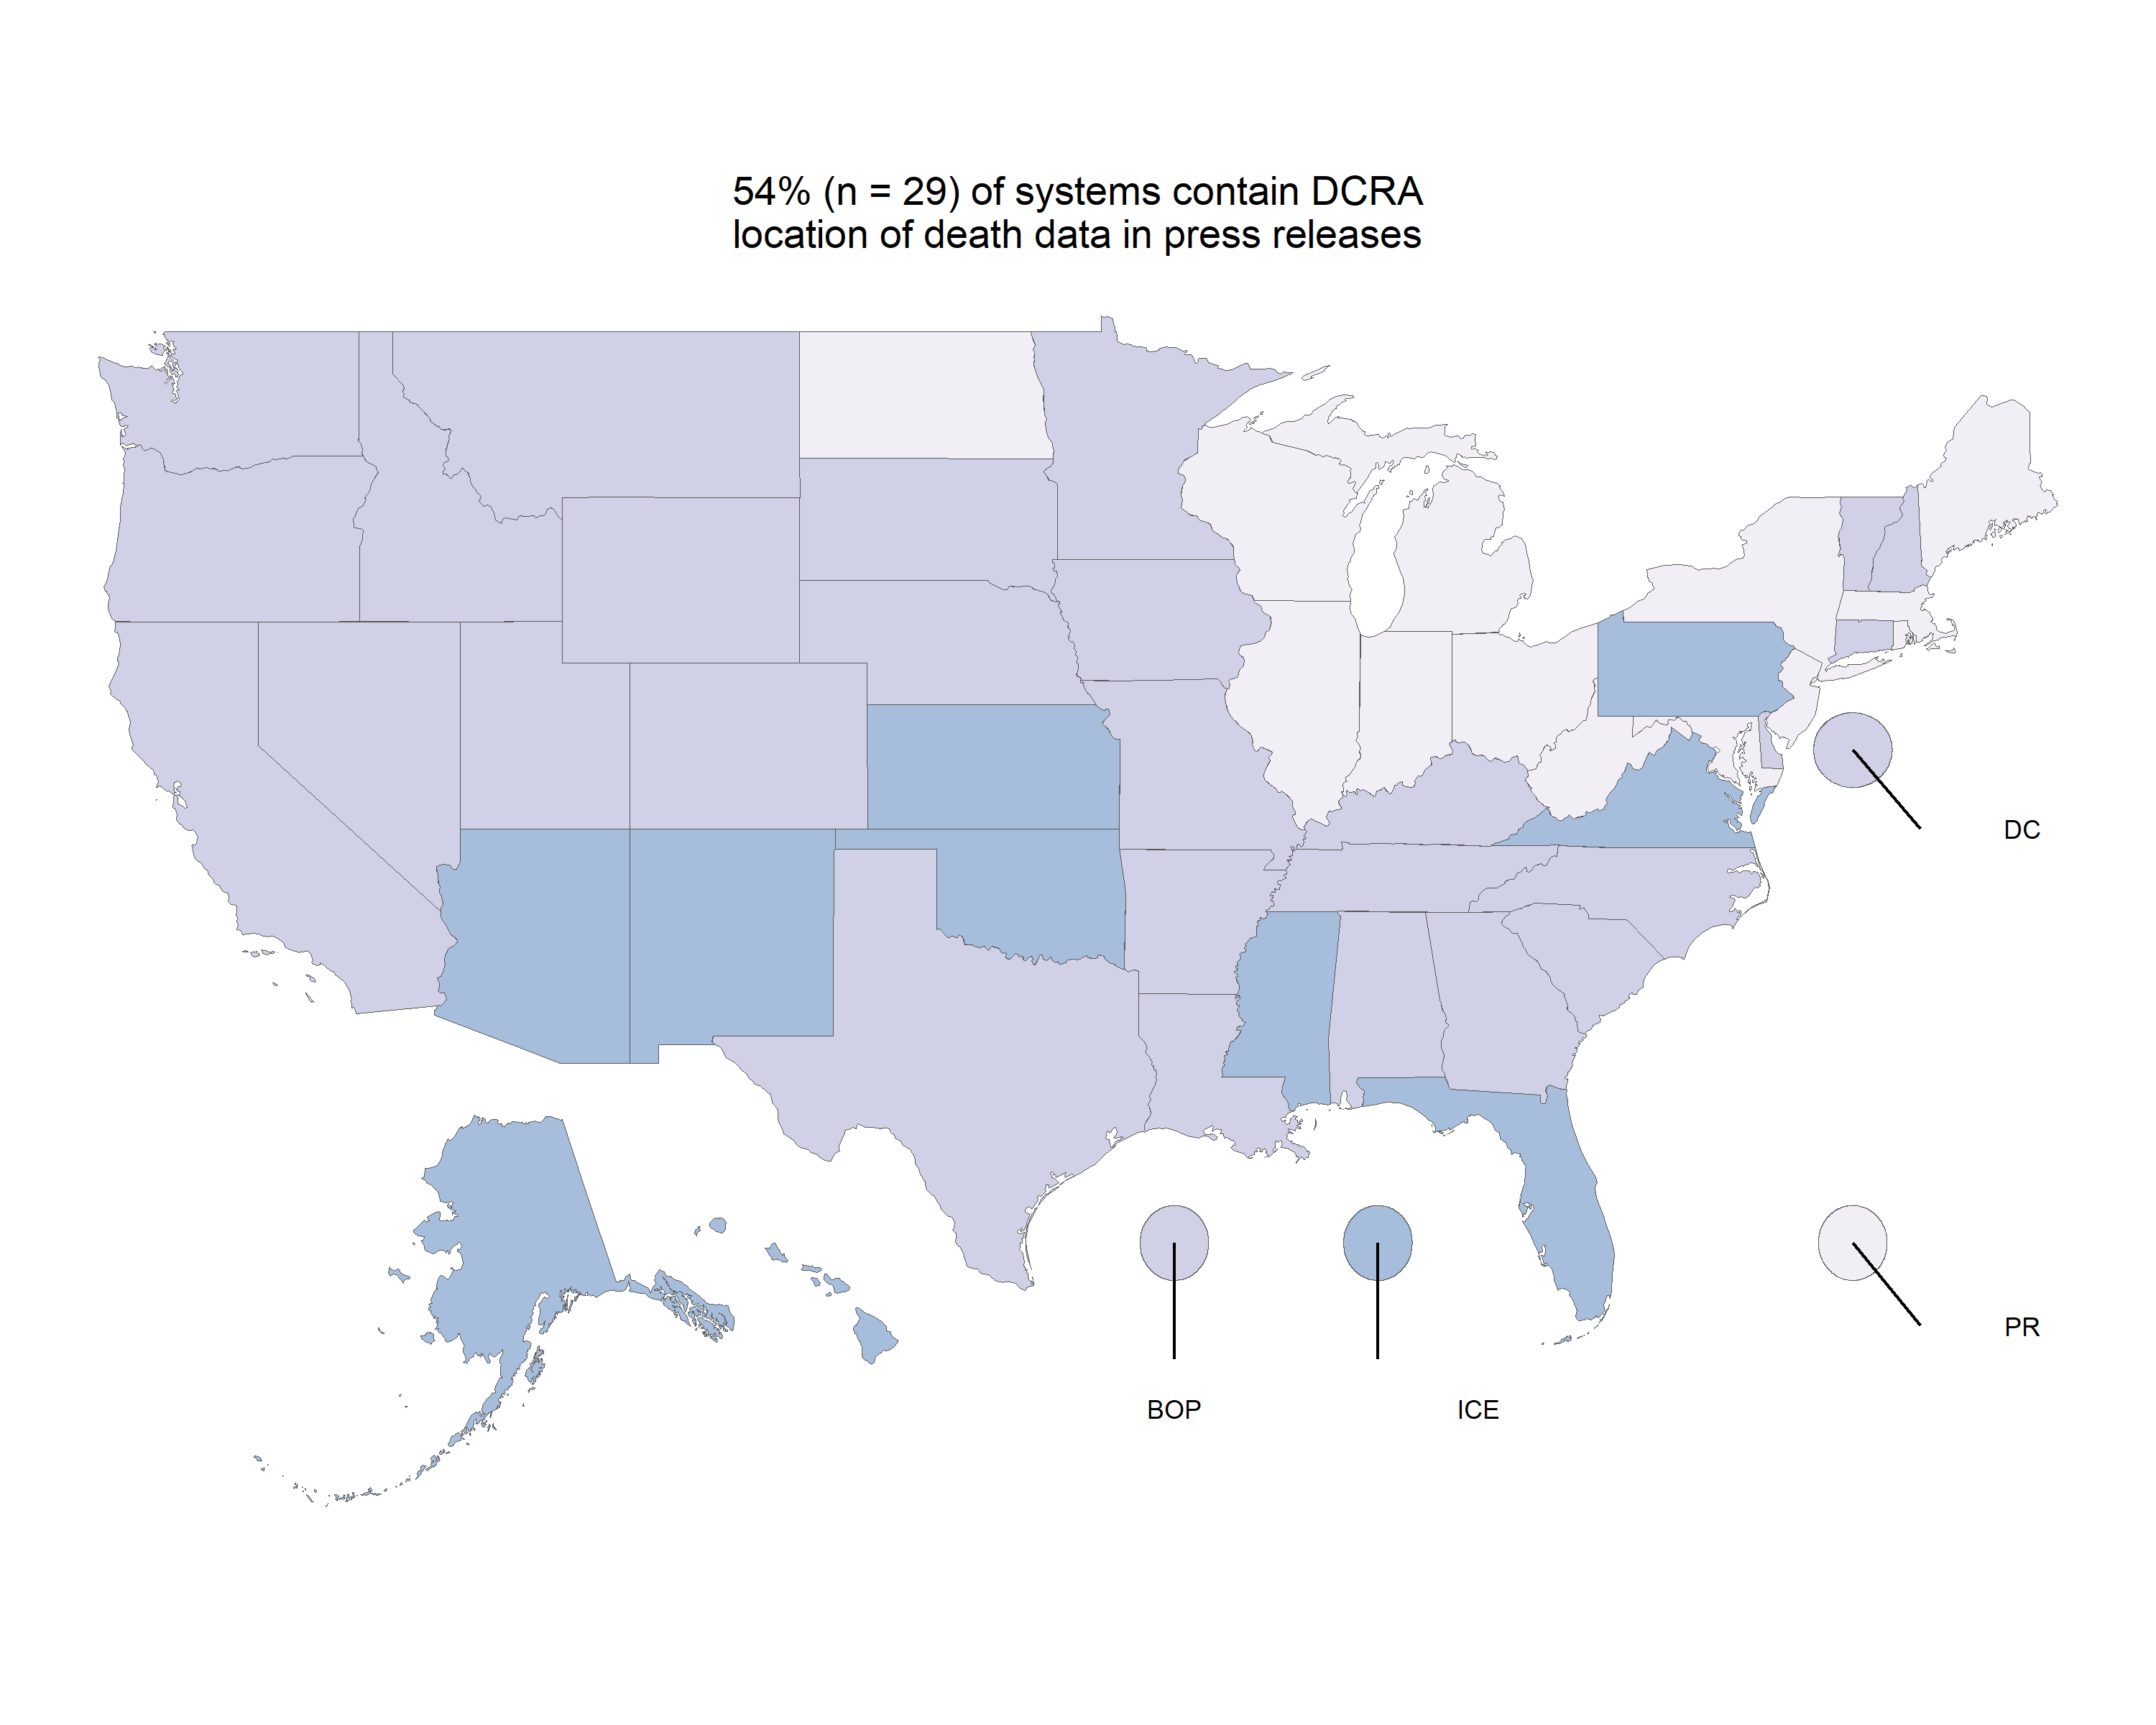 54% (n = 29) of systems contain DCRA
location of death data in press releases
DC
PR
BOP
ICE